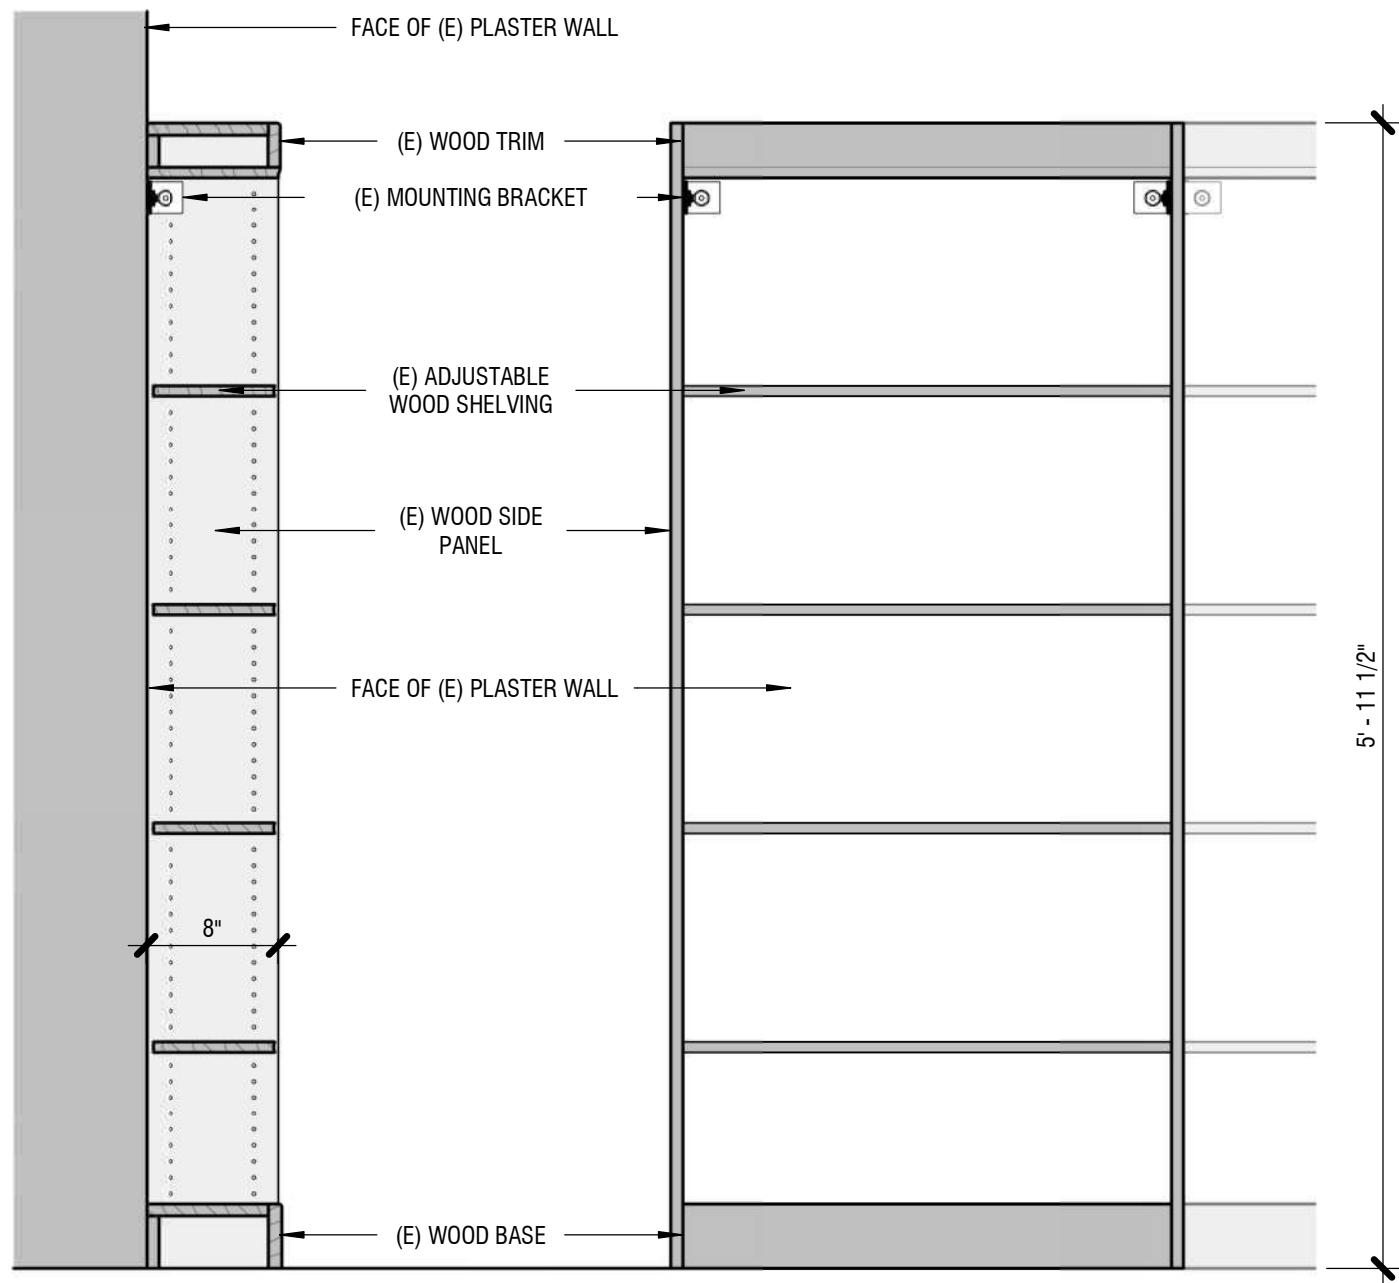 FACE OF (E) PLASTER WALL
(E) WOOD TRIM
(E) MOUNTING BRACKET
(E) ADJUSTABLE
WOOD SHELVING
(E) WOOD SIDE
PANEL
FACE OF (E) PLASTER WALL
5' - 11 1/2"
8"
(E) WOOD BASE